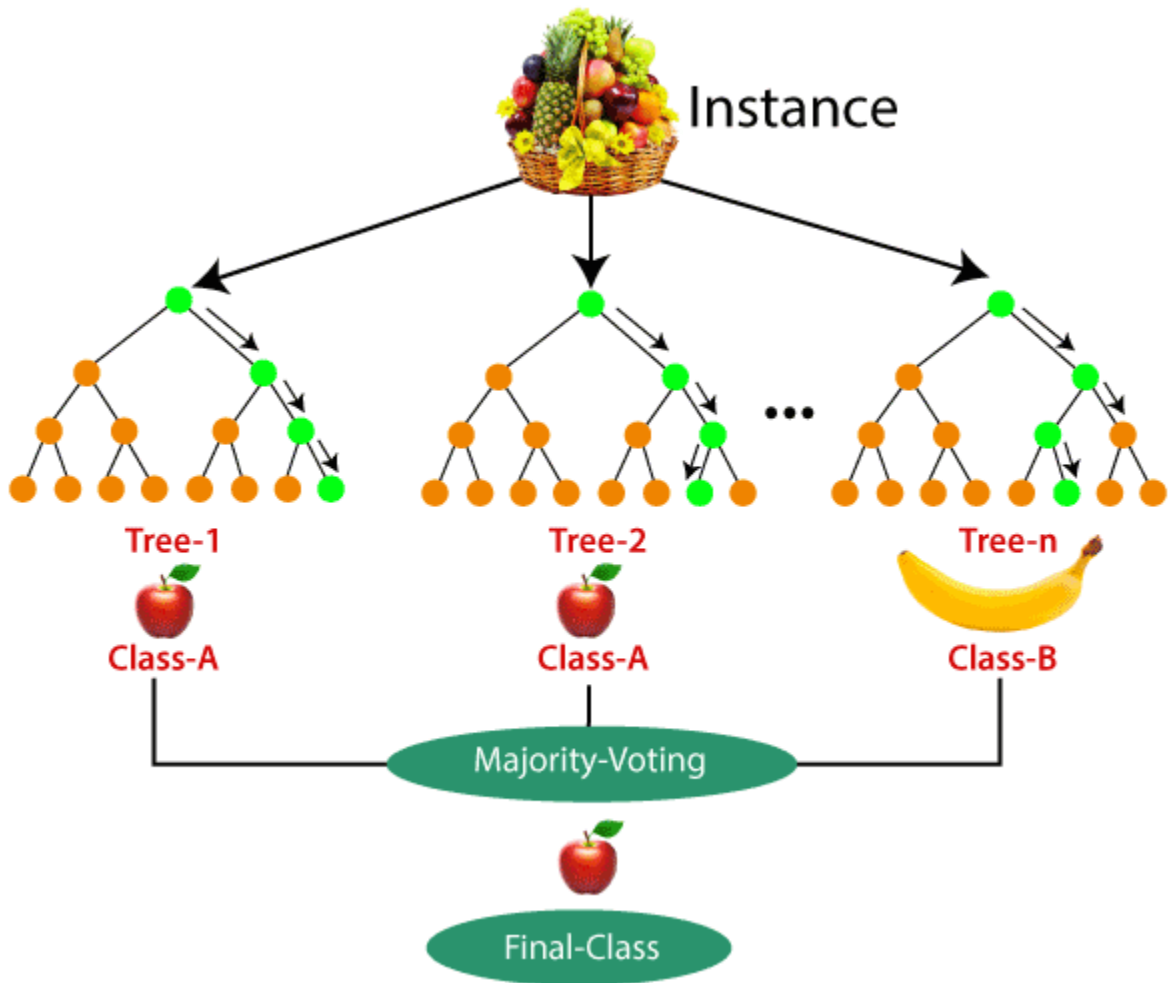 Instance
Tree-1
Tree-2
Tree-n
Class-A
Class-A
Class-B
Majority-Voting
Final-Class